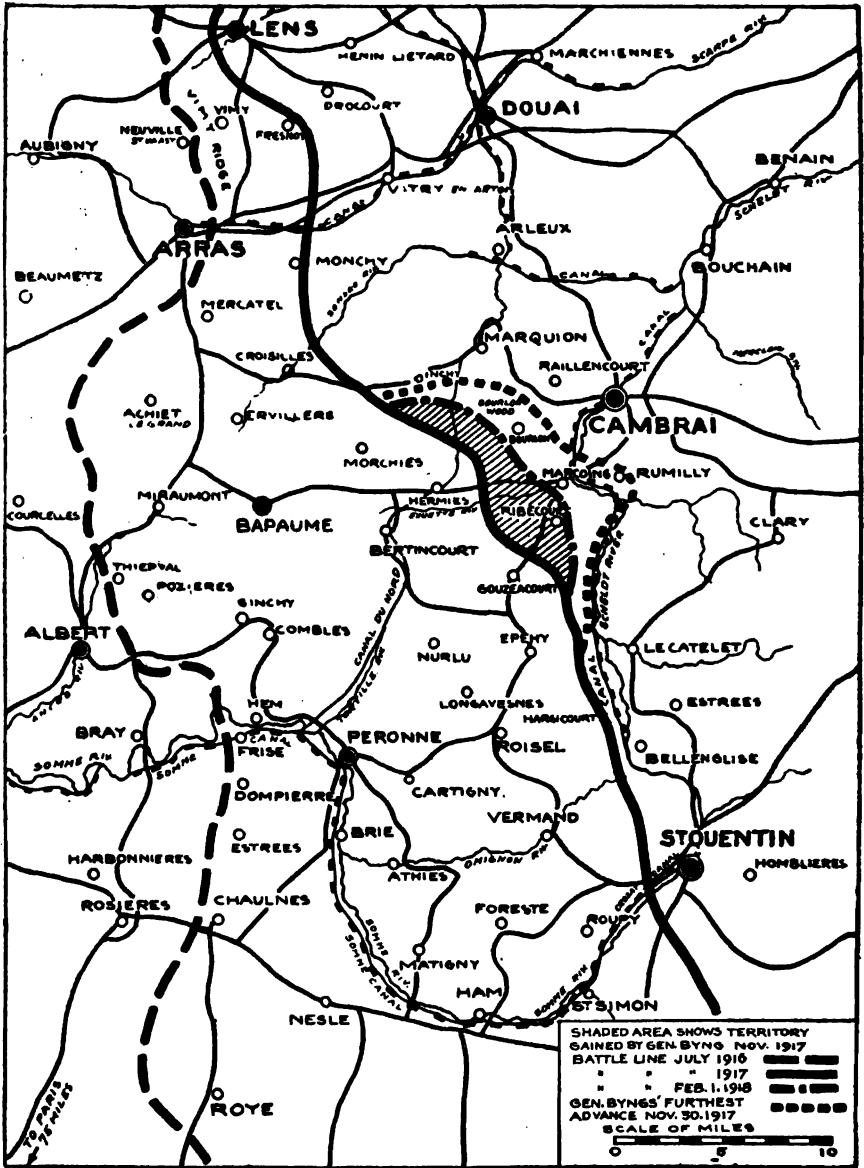 LENS
HENIN LIETARD
MARCHIENNES
SCARPE RIV
DROCOURT
DOUAI
VIMY
VIMY RIDGE
NEUVILLE
ST VAAST
FRESNOY
AUBIGNY
BENAIN
SCHELDT RIV
VITRY EN ARTOIS
CANAL
ARRAS
ARLEUX
MONCHY
BOUCHAIN
CANAL
BEAUMETZ
MERCATEL
CANAL
MARQUION
CROISILLES
RAILLENCOURT
INCHY
ACHIET
LE GRAND
ERVILLERS
BOURLON
WOOD
BOURLON
CAMBRAI
MORCHIES
MARCOING
RUMILLY
COURCELLES
MIRAUMONT
BAPAUME
HERMIES
RIBECOURT
CLARY
BERTINCOURT
THIEPVAL
POZIERES
GOUZEACOURT
SCHELDT RIVER
GINCHY
COMBLES
ALBERT
CANAL DU NORD
TORTILLE RIV
NURLU
EPEHY
LE CATELET
CANAL
LONGAVESNES
HARGICOURT
ESTREES
HEM
BRAY
CANAL
FRISE
PERONNE
ROISEL
BELLENGLISE
SOMME RIV
SOMME
DOMPIERRE
CARTIGNY.
VERMAND
ST QUENTIN
ESTREES
BRIE
HARBONNIERES
ATHIES
OMIGNON RIV
HOMBLIERES
ROSIERES
CHAULNES
FORESTE
ROUPY
SOMME RIV.
SOMME CANAL
MATIGNY
HAM
SOMME RIV
ST SIMON
NESLE
ROYE
TO PARIS
75 MILES
SHADED AREA SHOWS TERRITORY
GAINED BY GEN. BYNG NOV. 1917
BATTLE LINE JULY 1916
" " " 1917
" " FEB. 1. 1918
GEN. BYNGS' FURTHEST
ADVANCE NOV. 30. 1917
SCALE OF MILES
0 5 10